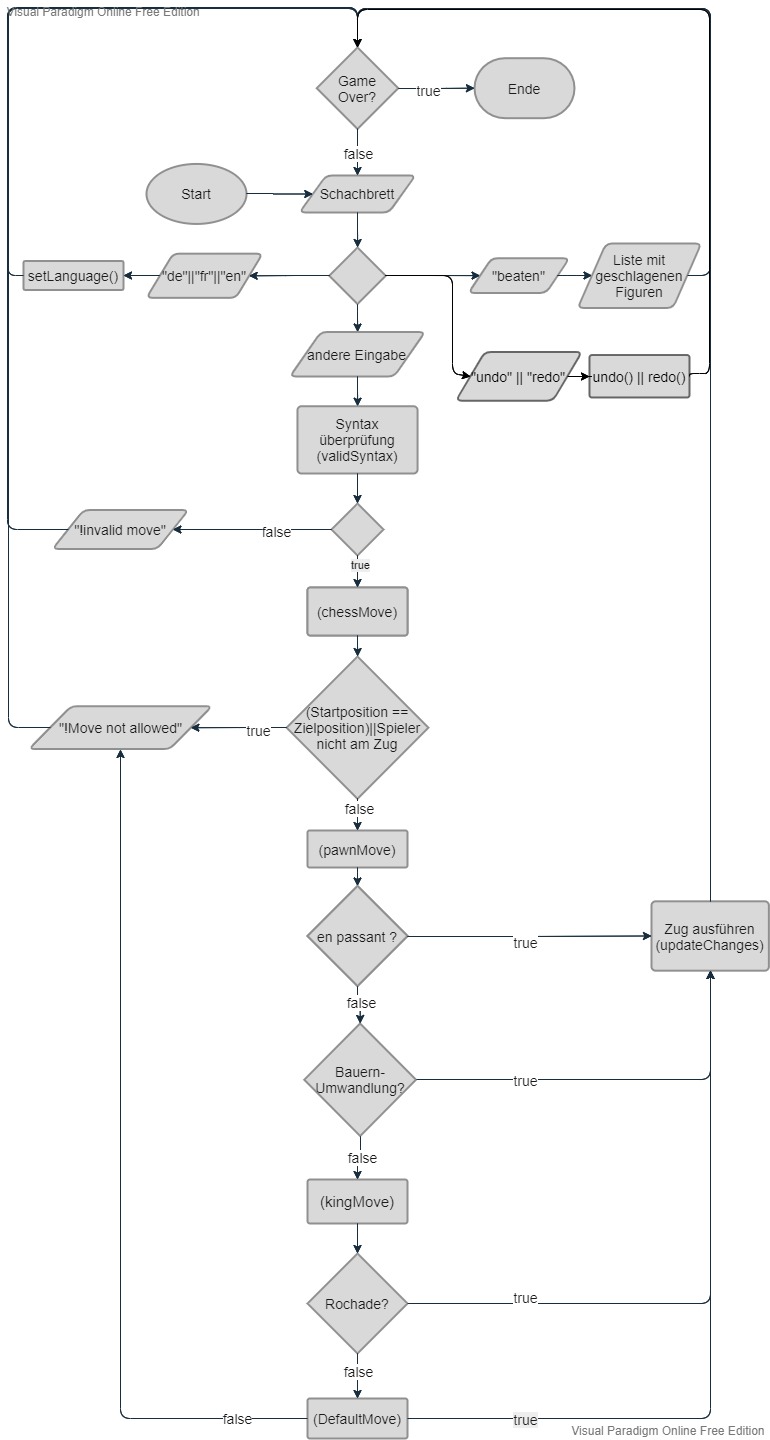 Visual Paradigm Online Free Edition
Game
Over?
true
Ende
false
Start
Schachbrett
setLanguage()
"de"||"fr"||"en"
"beaten"
Liste mit
geschlagenen
Figuren
andere Eingabe
"undo" || "redo"
undo() || redo()
Syntax
überprüfung
(validSyntax)
"!invalid move"
false
true
(chessMove)
(Startposition ==
Zielposition)||Spieler
nicht am Zug
"!Move not allowed"
true
false
(pawnMove)
en passant ?
true
Zug ausführen
(updateChanges)
false
Bauern-
Umwandlung?
true
false
(kingMove)
Rochade?
true
false
(DefaultMove)
false
true
Visual Paradigm Online Free Edition